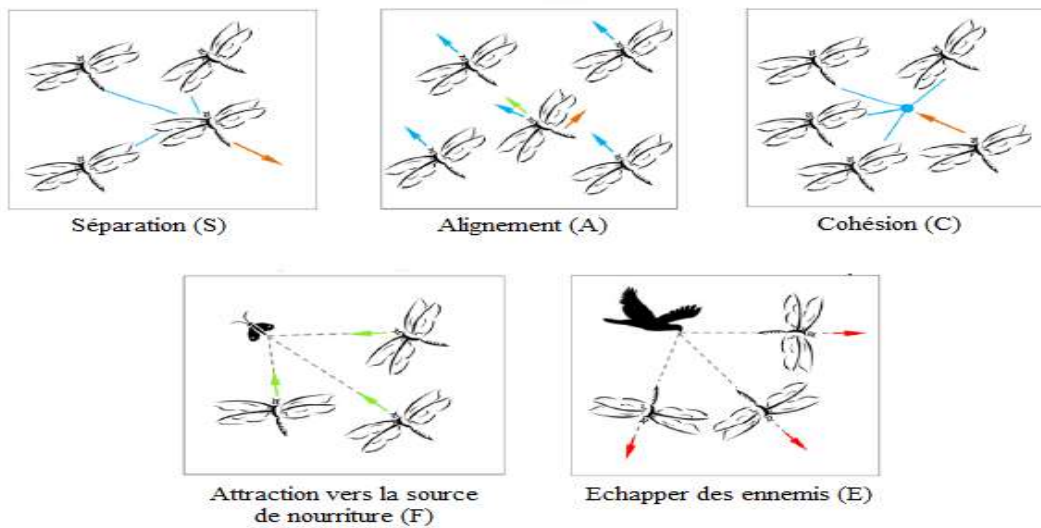 Séparation (S)
Alignement (A)
Cohésion (C)
Attraction vers la source
de nourriture (F)
Echapper des ennemis (E)